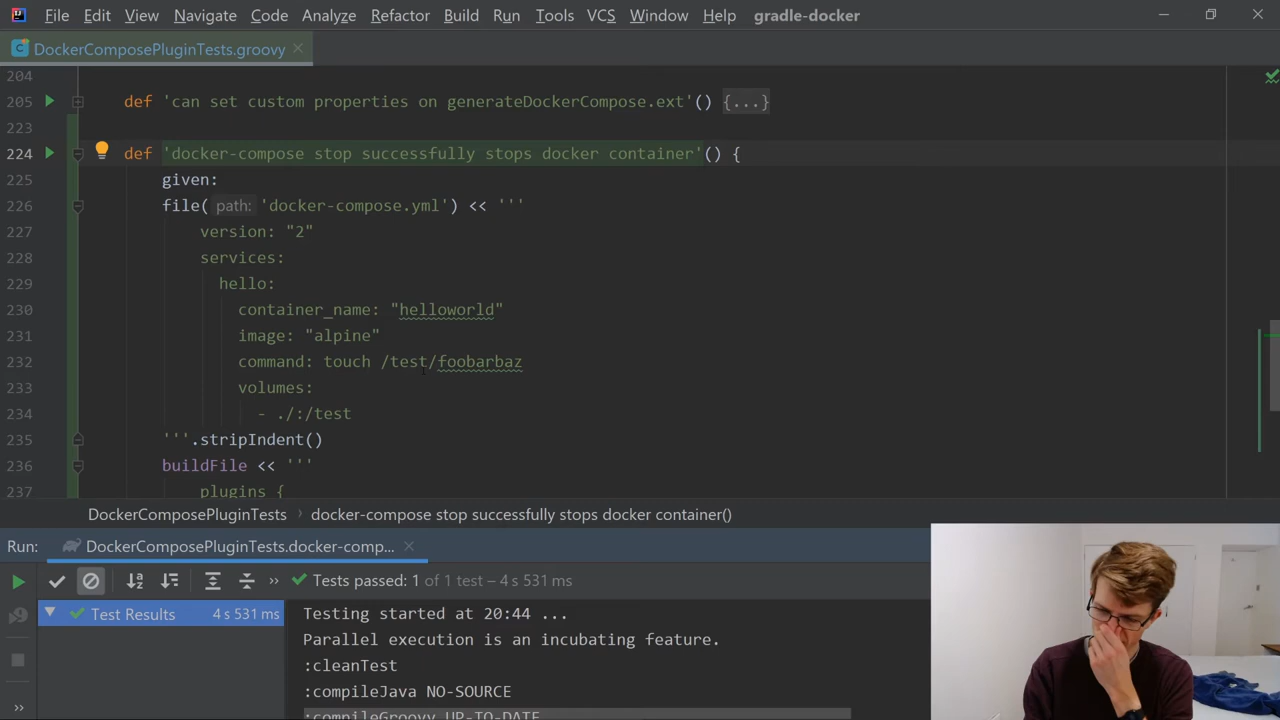 File Edit View Navigate Code Analyze Refactor Build Run Tools VCS Window Help gradle-docker
DockerComposePluginTests.groovy
204
205 def 'can set custom properties on generateDockerCompose.ext'() {...}
223
224 def 'docker-compose stop successfully stops docker container'() {
225 given:
226 file( path: 'docker-compose.yml') << '''
227 version: "2"
228 services:
229 hello:
230 container_name: "helloworld"
231 image: "alpine"
232 command: touch /test/foobarbaz
233 volumes:
234 - ./:/test
235 '''.stripIndent()
236 buildFile << '''
237 plugins {
DockerComposePluginTests › docker-compose stop successfully stops docker container()
Run: DockerComposePluginTests.docker-comp...
» Tests passed: 1 of 1 test – 4 s 531 ms
Test Results 4 s 531 ms
Testing started at 20:44 ...
Parallel execution is an incubating feature.
:cleanTest
:compileJava NO-SOURCE
:compileGroovy UP-TO-DATE
»